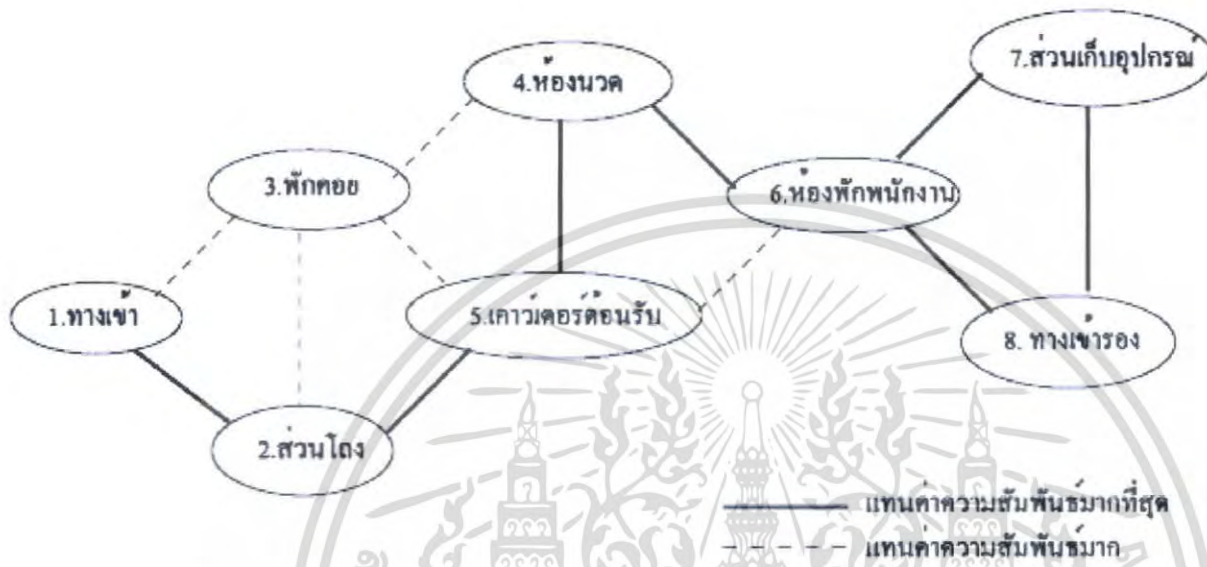 7.ส่วนเก็บอุปกรณ์
4.ห้องนวด
3.พักคอย
6.ห้องพักพนักงาน
1.ทางเข้า
5.เคาว์เตอร์ต้อนรับ
8. ทางเข้ารอง
2.ส่วนโถง
แทนค่าความสัมพันธ์มากที่สุด
แทนค่าความสัมพันธ์มาก